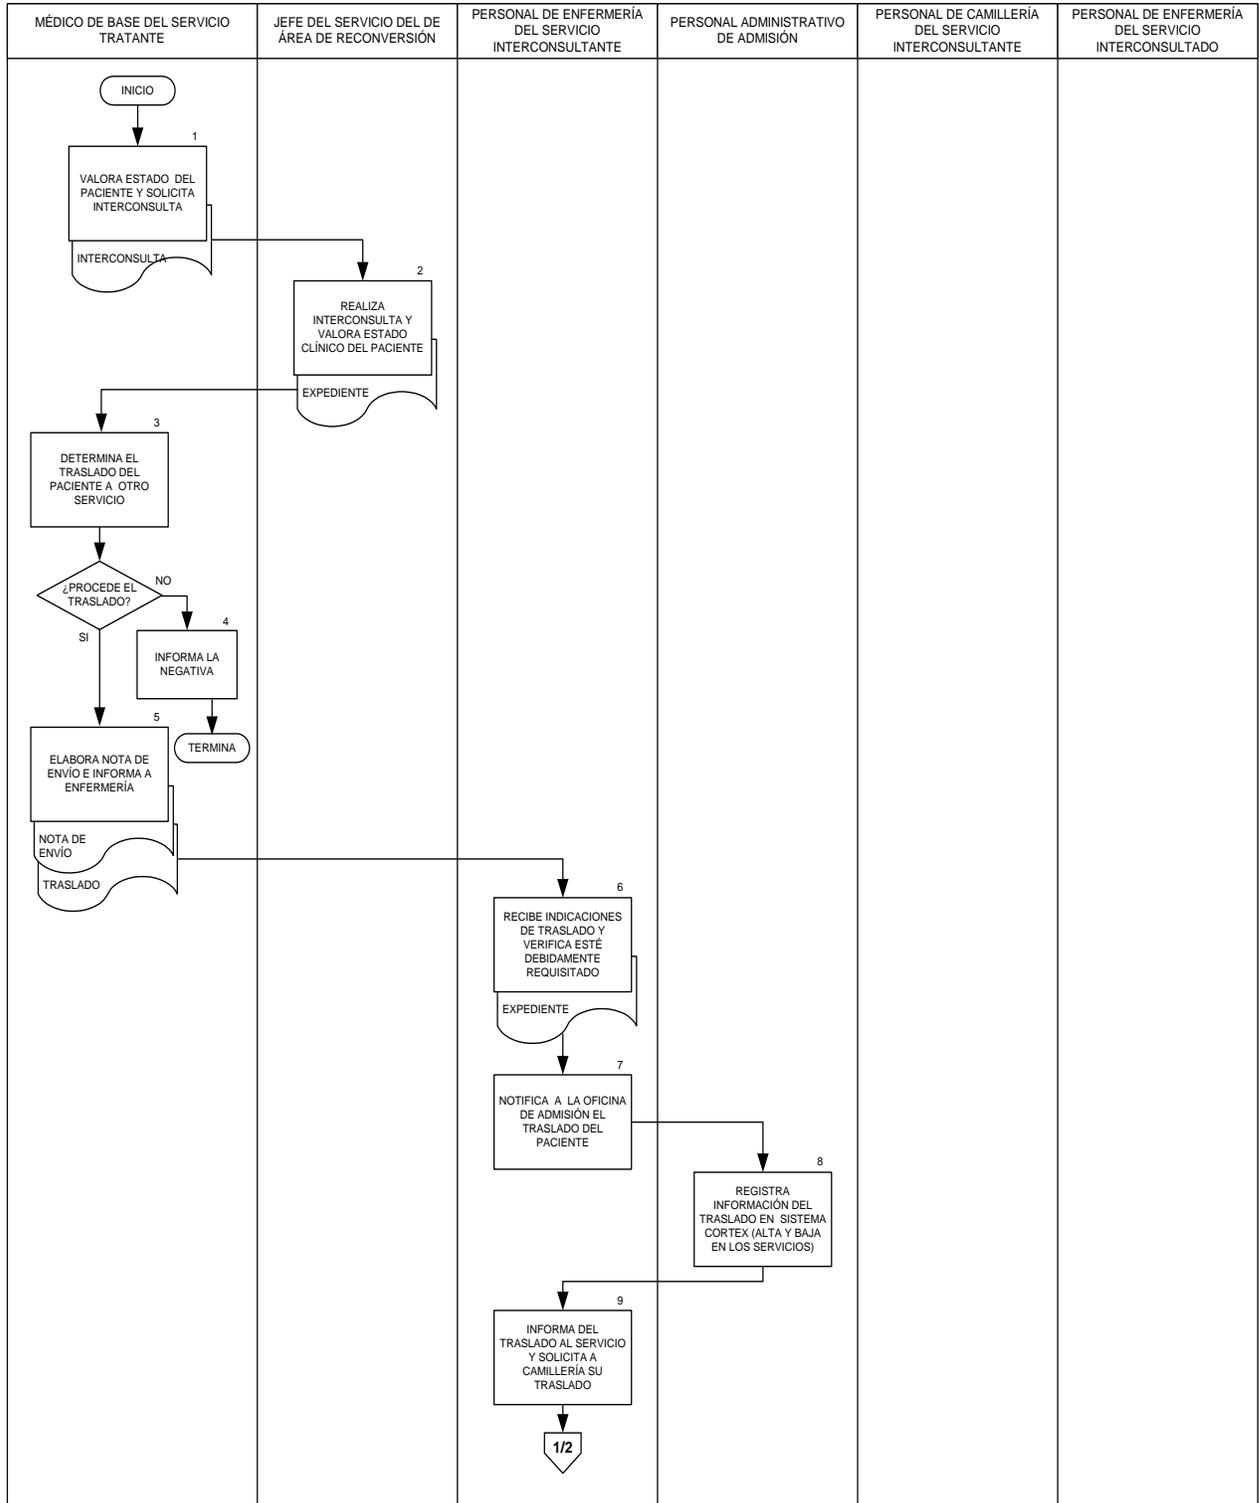 MÉDICO DE BASE DEL SERVICIO
TRATANTE
JEFE DEL SERVICIO DEL DE
ÁREA DE RECONVERSIÓN
PERSONAL DE ENFERMERÍA
DEL SERVICIO
INTERCONSULTANTE
PERSONAL ADMINISTRATIVO
DE ADMISIÓN
PERSONAL DE CAMILLERÍA
DEL SERVICIO
INTERCONSULTANTE
PERSONAL DE ENFERMERÍA
DEL SERVICIO
INTERCONSULTADO
INICIO
1
VALORA ESTADO DEL
PACIENTE Y SOLICITA
INTERCONSULTA
INTERCONSULTA
2
REALIZA
INTERCONSULTA Y
VALORA ESTADO
CLÍNICO DEL PACIENTE
EXPEDIENTE
3
DETERMINA EL
TRASLADO DEL
PACIENTE A OTRO
SERVICIO
¿PROCEDE EL
TRASLADO?
NO
SI
4
INFORMA LA
NEGATIVA
TERMINA
5
ELABORA NOTA DE
ENVÍO E INFORMA A
ENFERMERÍA
NOTA DE
ENVÍO
TRASLADO
6
RECIBE INDICACIONES
DE TRASLADO Y
VERIFICA ESTÉ
DEBIDAMENTE
REQUISITADO
EXPEDIENTE
7
NOTIFICA A LA OFICINA
DE ADMISIÓN EL
TRASLADO DEL
PACIENTE
8
REGISTRA
INFORMACIÓN DEL
TRASLADO EN SISTEMA
CORTEX (ALTA Y BAJA
EN LOS SERVICIOS)
9
INFORMA DEL
TRASLADO AL SERVICIO
Y SOLICITA A
CAMILLERÍA SU
TRASLADO
1/2